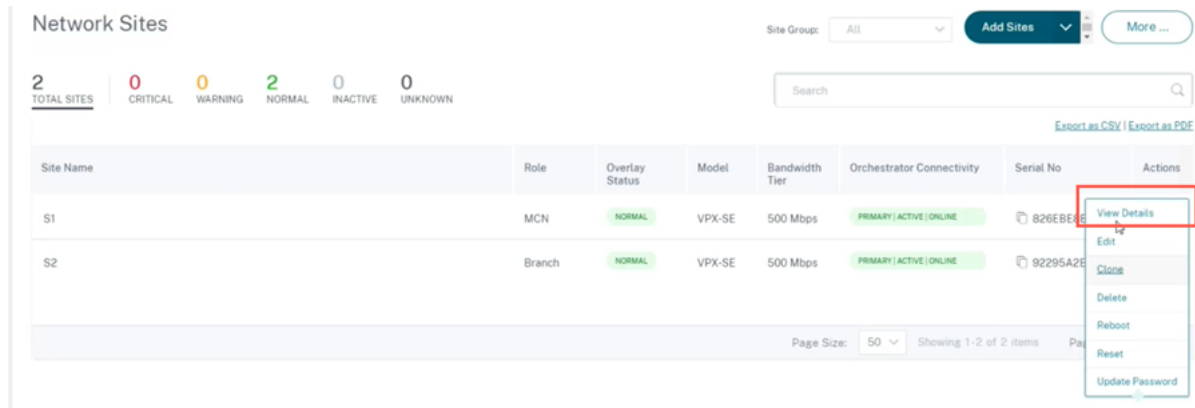 Network Sites
Site Group: All Add Sites More ...
2 0 0 2 0 0
TOTAL SITES CRITICAL WARNING NORMAL INACTIVE UNKNOWN
Search
Export as CSV | Export as PDF
Site Name Role Overlay Status Model Bandwidth Tier Orchestrator Connectivity Serial No Actions
S1 MCN NORMAL VPX-SE 500 Mbps PRIMARY | ACTIVE | ONLINE
S2 Branch NORMAL VPX-SE 500 Mbps PRIMARY | ACTIVE | ONLINE 92295A2E
View Details
Edit
Clone
Delete
Reboot
Reset
Update Password
Page Size: 50 Showing 1-2 of 2 items